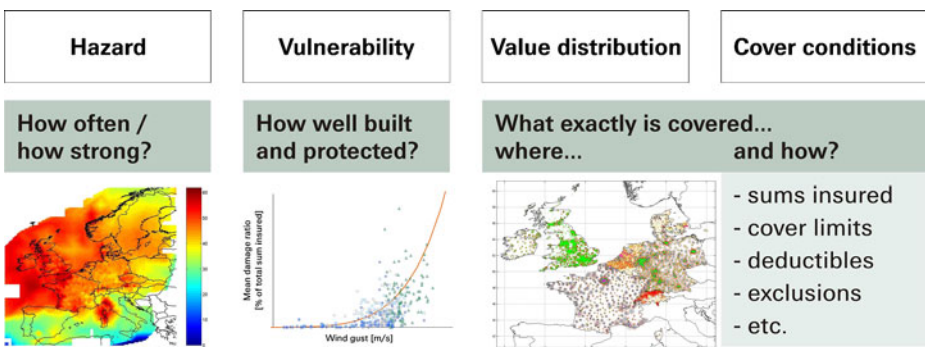 Hazard
Vulnerability
Value distribution
Cover conditions
How often /
how strong?
How well built
and protected?
What exactly is covered...
where...
and how?
Mean damage ratio
[% of total sum insured]
Wind gust [m/s]
- sums insured
- cover limits
- deductibles
- exclusions
- etc.